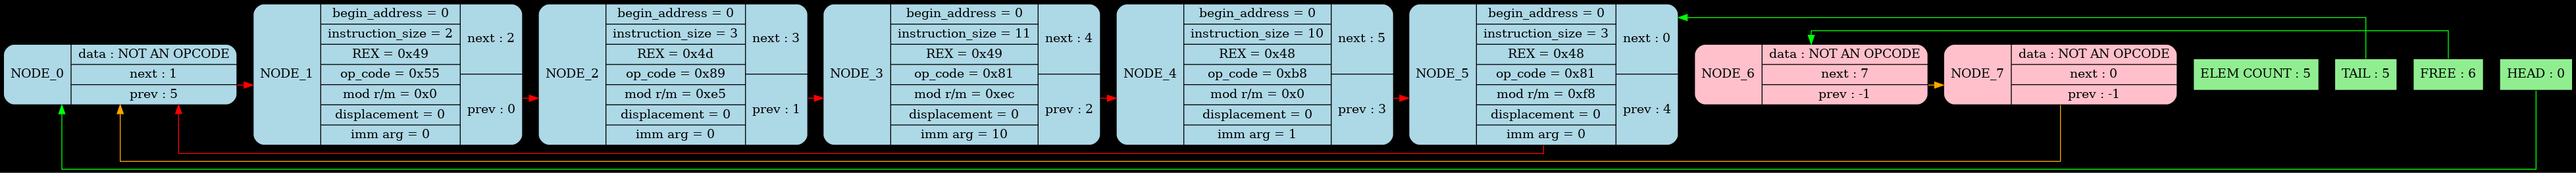 NODE_0
data : NOT AN OPCODE
next : 1
prev : 5
NODE_1
begin_address = 0
instruction_size = 2
REX = 0x49
op_code = 0x55
mod r/m = 0x0
displacement = 0
imm arg = 0
next : 2
prev : 0
NODE_2
begin_address = 0
instruction_size = 3
REX = 0x4d
op_code = 0x89
mod r/m = 0xe5
displacement = 0
imm arg = 0
next : 3
prev : 1
NODE_3
begin_address = 0
instruction_size = 11
REX = 0x49
op_code = 0x81
mod r/m = 0xec
displacement = 0
imm arg = 10
next : 4
prev : 2
NODE_4
begin_address = 0
instruction_size = 10
REX = 0x48
op_code = 0xb8
mod r/m = 0x0
displacement = 0
imm arg = 1
next : 5
prev : 3
NODE_5
begin_address = 0
instruction_size = 3
REX = 0x48
op_code = 0x81
mod r/m = 0xf8
displacement = 0
imm arg = 0
next : 0
prev : 4
NODE_6
data : NOT AN OPCODE
next : 7
prev : -1
NODE_7
data : NOT AN OPCODE
next : 0
prev : -1
ELEM COUNT : 5
TAIL : 5
FREE : 6
HEAD : 0